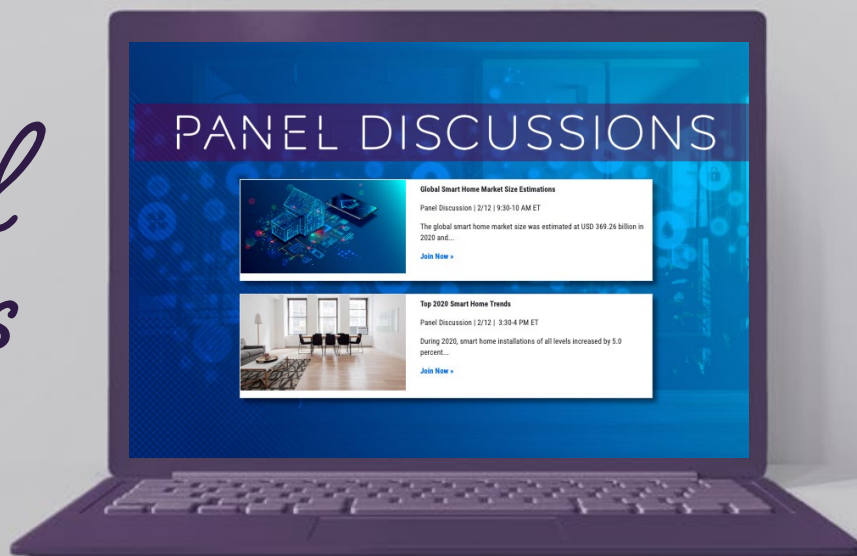 PANEL DISCUSSIONS
Global Smart Home Market Size Estimations
Panel Discussion | 2/12 | 9:30-10 AM ET
The global smart home market size was estimated at USD 369.26 billion in
2020 and...
Join Now »
Top 2020 Smart Home Trends
Panel Discussion | 2/12 | 3:30-4 PM ET
During 2020, smart home installations of all levels increased by 5.0
percent...
Join Now »